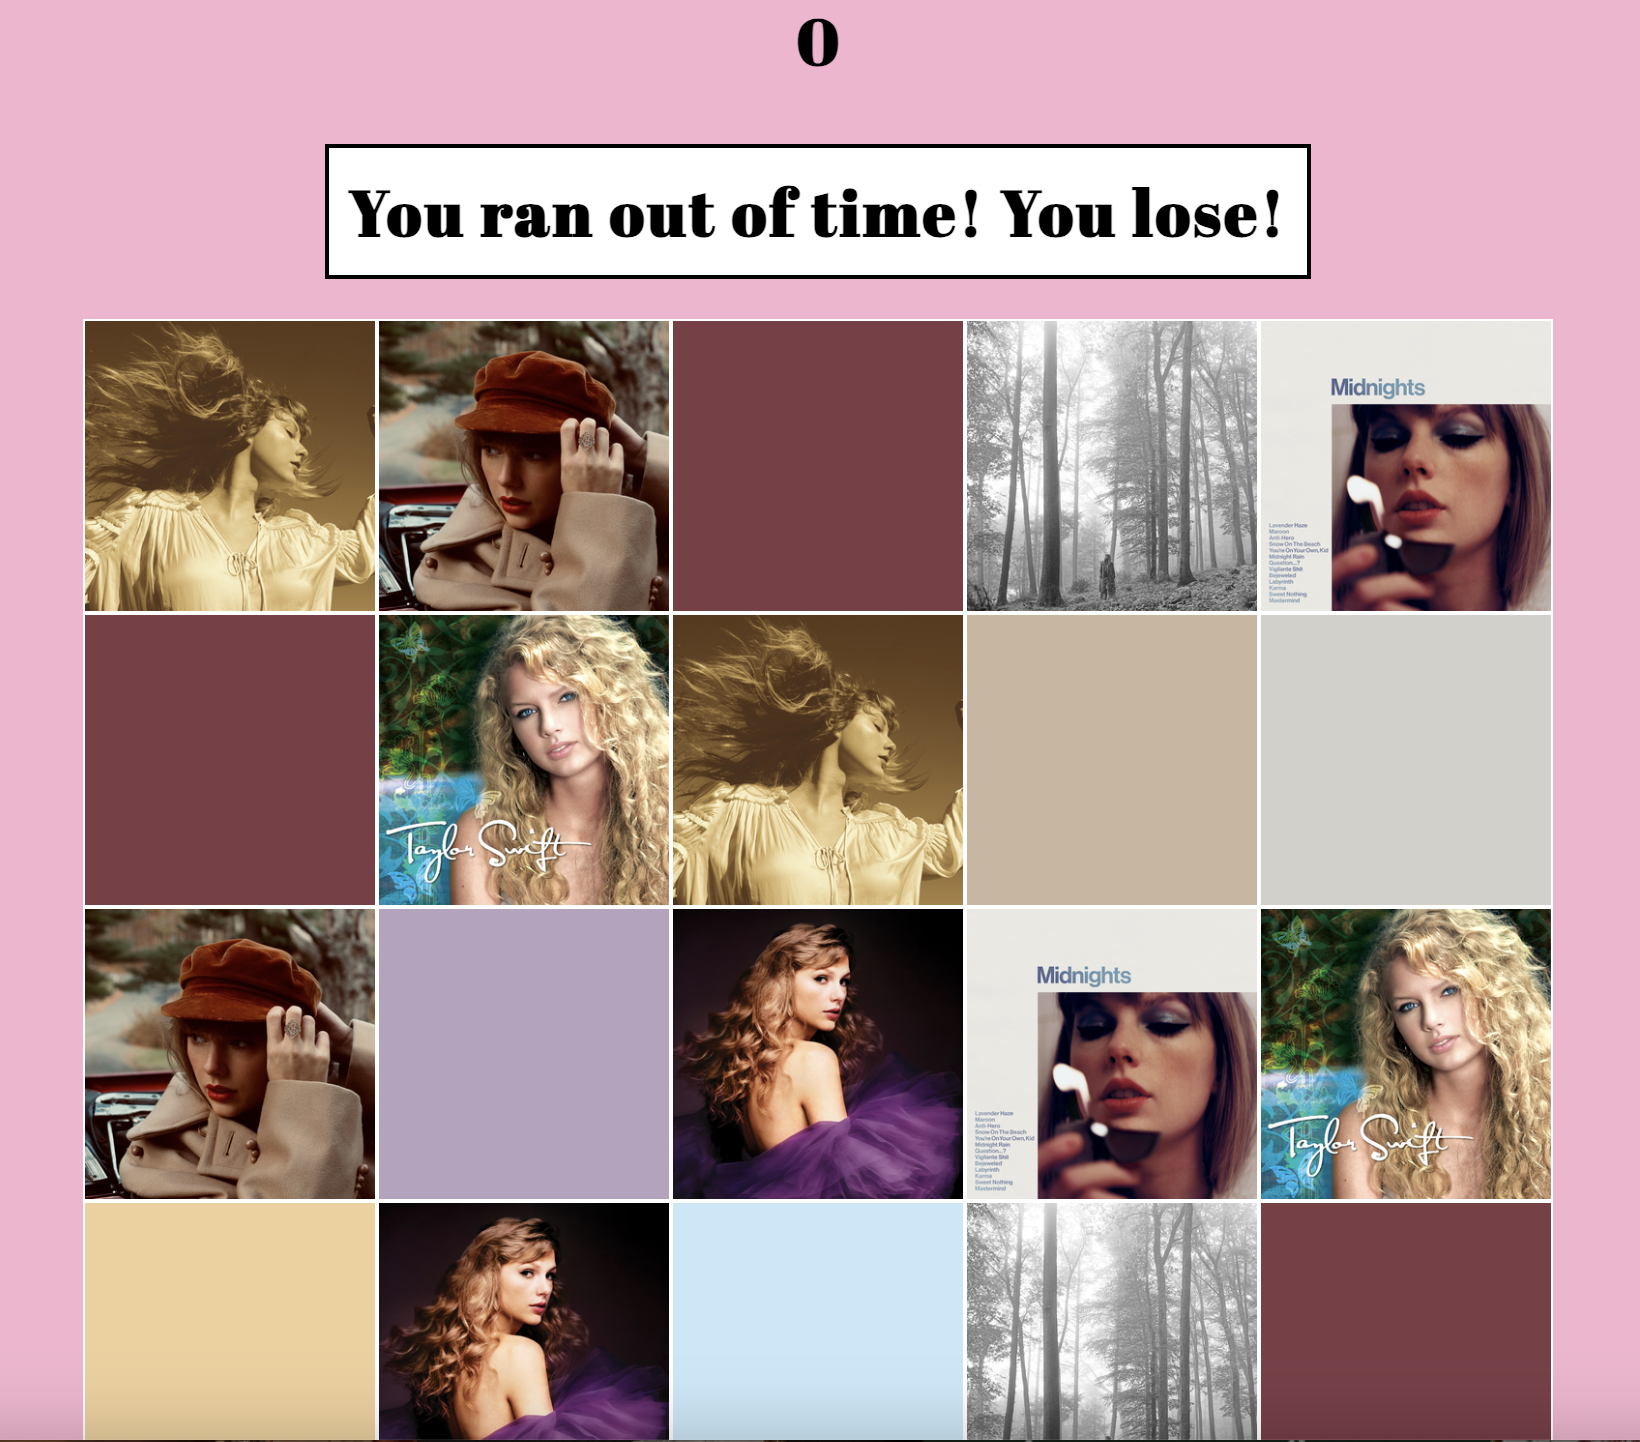 0
You ran out of time! You lose!
Midnights
Lavender Haze
Maroon
Anti-Hero
Snow On The Beach
You're On Your Own, Kid
Midnight Rain
Question...?
Vigilante Shit
Bejeweled
Labyrinth
Karma
Sweet Nothing
Mastermind
Taylor Swift
Midnights
Lavender Haze
Maroon
Anti-Hero
Snow On The Beach
You're On Your Own, Kid
Midnight Rain
Question...?
Vigilante Shit
Bejeweled
Labyrinth
Karma
Sweet Nothing
Mastermind
Taylor Swift